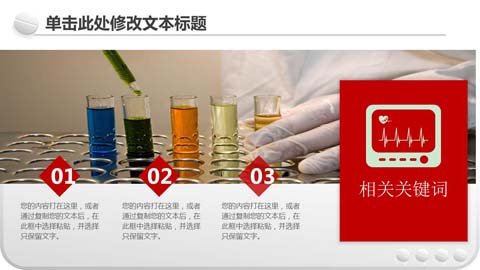 单击此处修改文本标题
01
02
03
您的内容打在这里，或者
通过复制您的文本后，在
此框中选择粘贴，并选择
只保留文字。
您的内容打在这里，或者
通过复制您的文本后，在
此框中选择粘贴，并选择
只保留文字。
您的内容打在这里，或者
通过复制您的文本后，在
此框中选择粘贴，并选择
只保留文字。
相关关键词